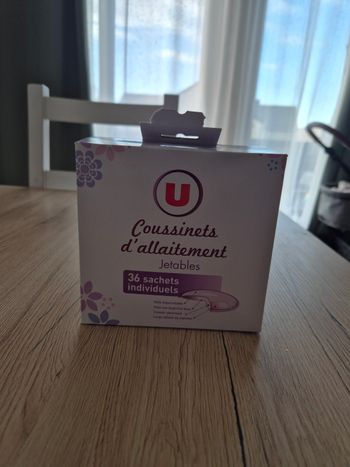 U
Coussinets
d'allaitement
Jetables
36 sachets
individuels